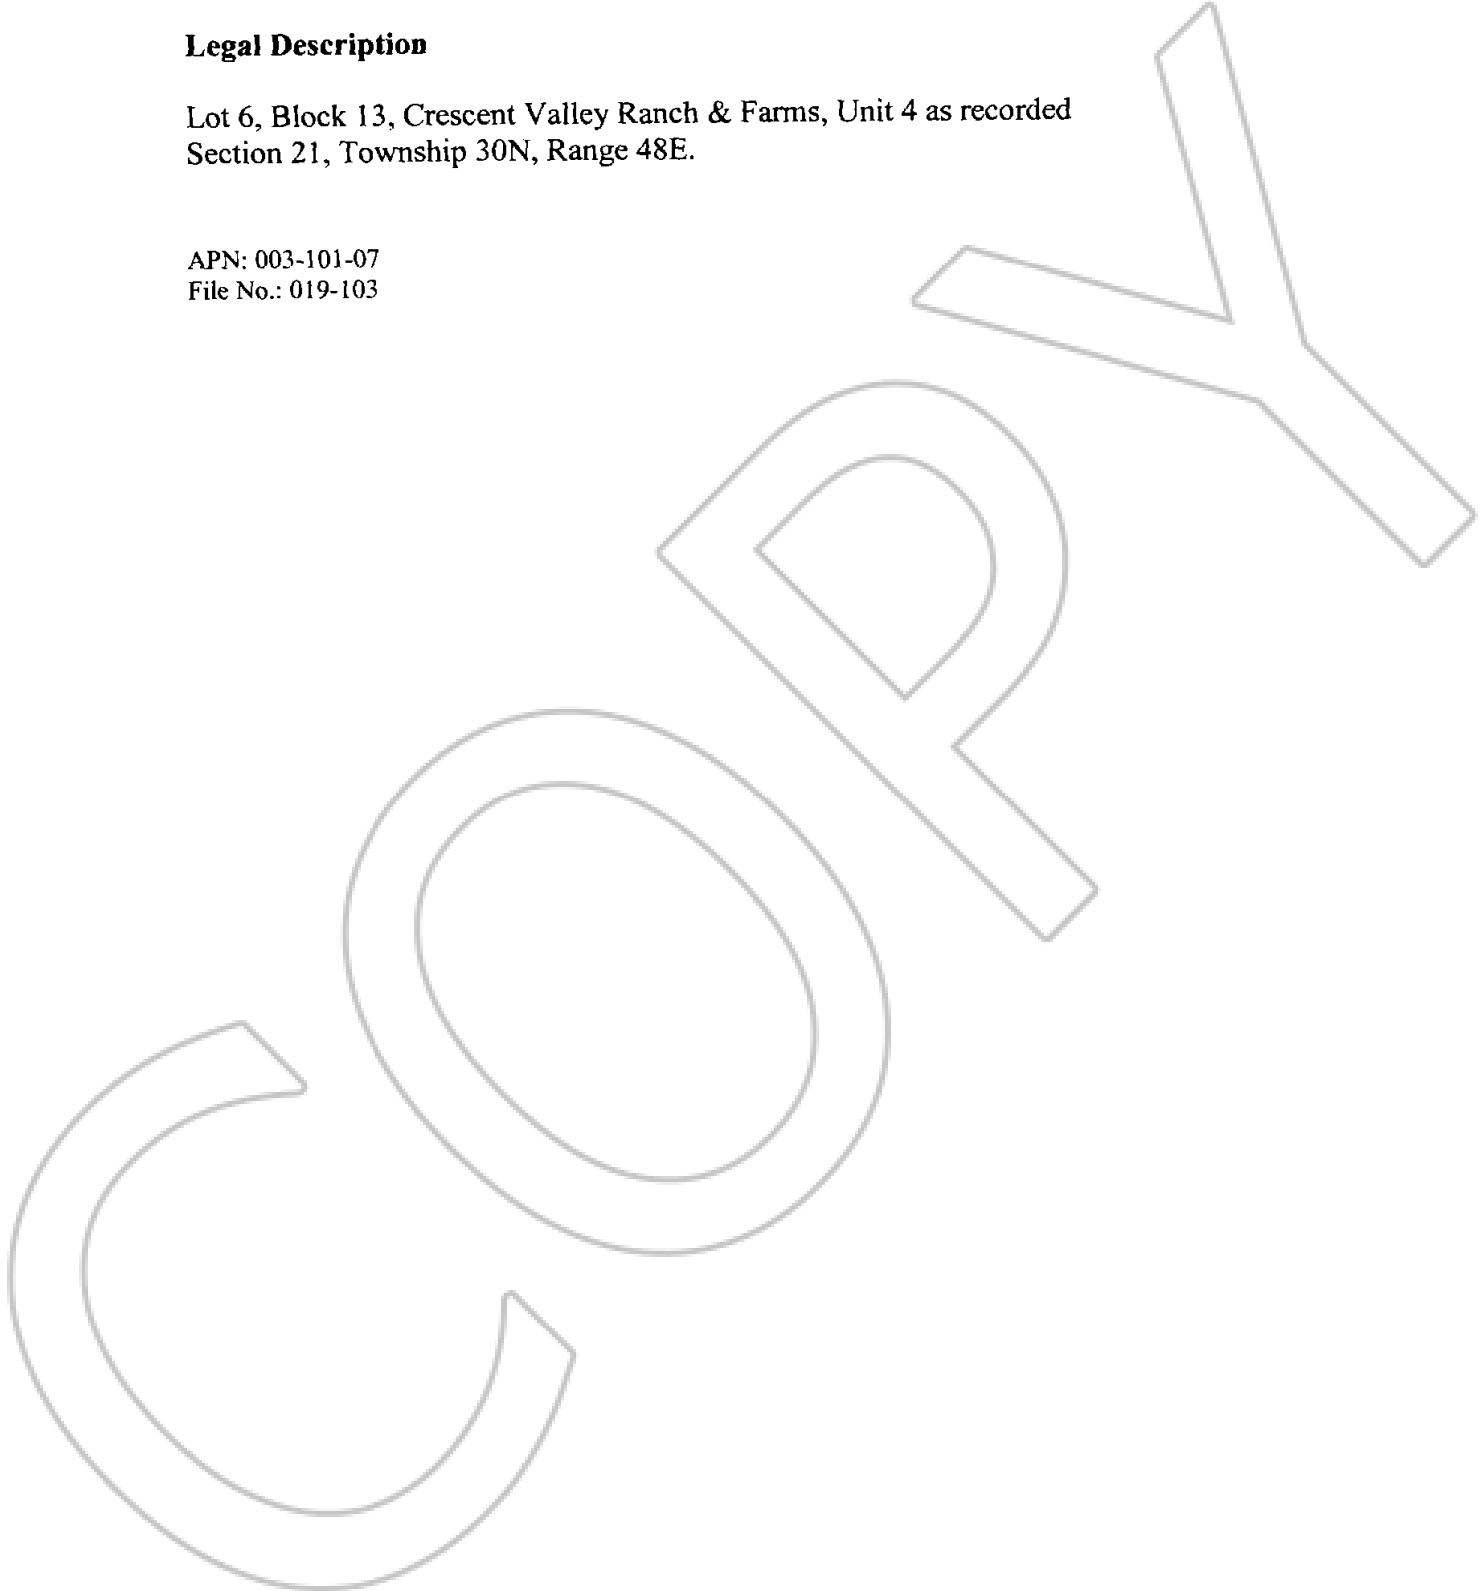 Legal Description
Lot 6, Block 13, Crescent Valley Ranch & Farms, Unit 4 as recorded
Section 21, Township 30N, Range 48E.
APN: 003-101-07
File No.: 019-103
COPY